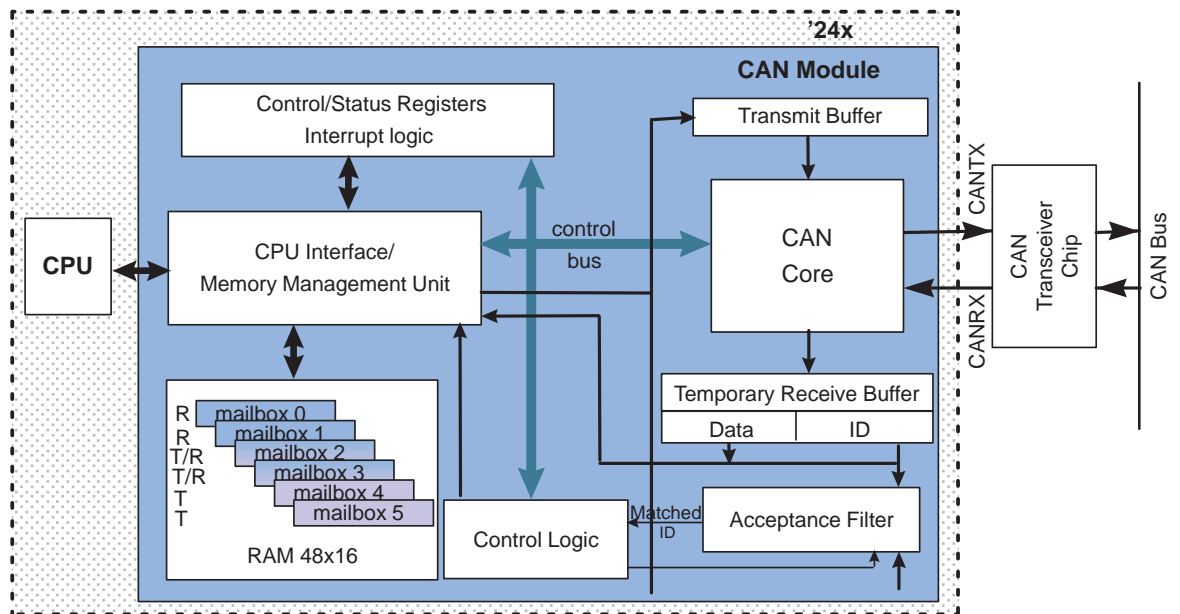 ’24x
CAN Module
Control/Status Registers
Interrupt logic
Transmit Buffer
CANTX
CPU
CPU Interface/
Memory Management Unit
control
bus
CAN
Core
CAN
Transceiver
Chip
CAN Bus
CANRX
R
mailbox 0
R
mailbox 1
T/R
mailbox 2
T/R
mailbox 3
T
mailbox 4
T
mailbox 5
RAM 48x16
Temporary Receive Buffer
Data
ID
Control Logic
Matched
ID
Acceptance Filter